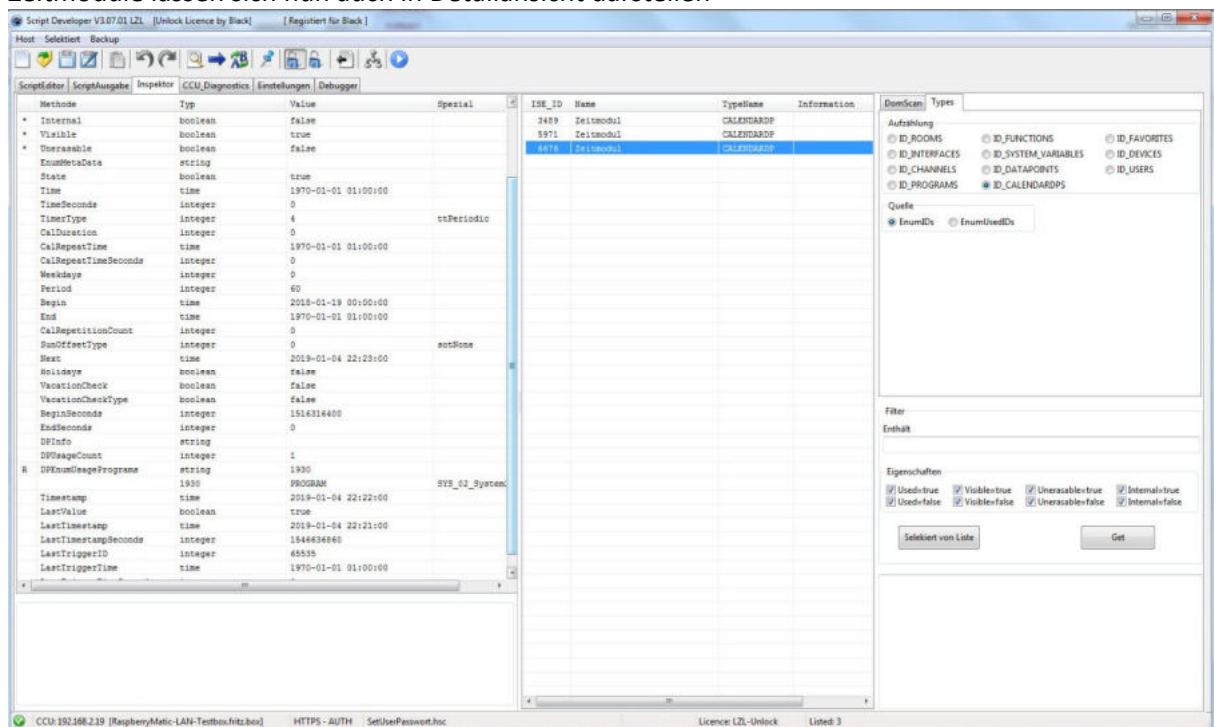 Zeitmodule lassen sich nun auch in Detailansicht darstellen
Script Developer V3.07.01 LZL [Unlock Licence by Black] [ Registiert für Black ]
Host Selektiert Backup
ScriptEditor ScriptAusgabe Inspektor CCU_Diagnostics Einstellungen Debugger
Methode Typ Value Spezial
* Internal boolean false
* Visible boolean true
* Unerasable boolean false
EnumMetaData string
State boolean true
Time time 1970-01-01 01:00:00
TimeSeconds integer 0
TimerType integer 4 ttPeriodic
CalDuration integer 0
CalRepeatTime time 1970-01-01 01:00:00
CalRepeatTimeSeconds integer 0
Weekdays integer 0
Period integer 60
Begin time 2018-01-19 00:00:00
End time 1970-01-01 01:00:00
CalRepetitionCount integer 0
SunOffsetType integer 0 sotNone
Next time 2019-01-04 22:23:00
Holidays boolean false
VacationCheck boolean false
VacationCheckType boolean false
BeginSeconds integer 1516316400
EndSeconds integer 0
DPInfo string
DPUsageCount integer 1
R DPEnumUsagePrograms string 1930
1930 PROGRAM SYS_02_System
Timestamp time 2019-01-04 22:22:00
LastValue boolean true
LastTimestamp time 2019-01-04 22:21:00
LastTimestampSeconds integer 1546636860
LastTriggerID integer 65535
LastTriggerTime time 1970-01-01 01:00:00
ISE_ID Name TypeName Information
3489 Zeitmodul CALENDARDP
5971 Zeitmodul CALENDARDP
6676 Zeitmodul CALENDARDP
DomScan Types
Aufzählung
ID_ROOMS ID_FUNCTIONS ID_FAVORITES
ID_INTERFACES ID_SYSTEM_VARIABLES ID_DEVICES
ID_CHANNELS ID_DATAPOINTS ID_USERS
ID_PROGRAMS ID_CALENDARDPS
Quelle
EnumIDs EnumUsedIDs
Filter
Enthält
Eigenschaften
Used=true Visible=true Unerasable=true Internal=true
Used=false Visible=false Unerasable=false Internal=false
Selekiert von Liste Get
CCU: 192.168.2.19 [RaspberryMatic-LAN-Testbox.fritz.box] HTTPS - AUTH SetUserPasswort.hsc Licence: LZL-Unlock Listed: 3